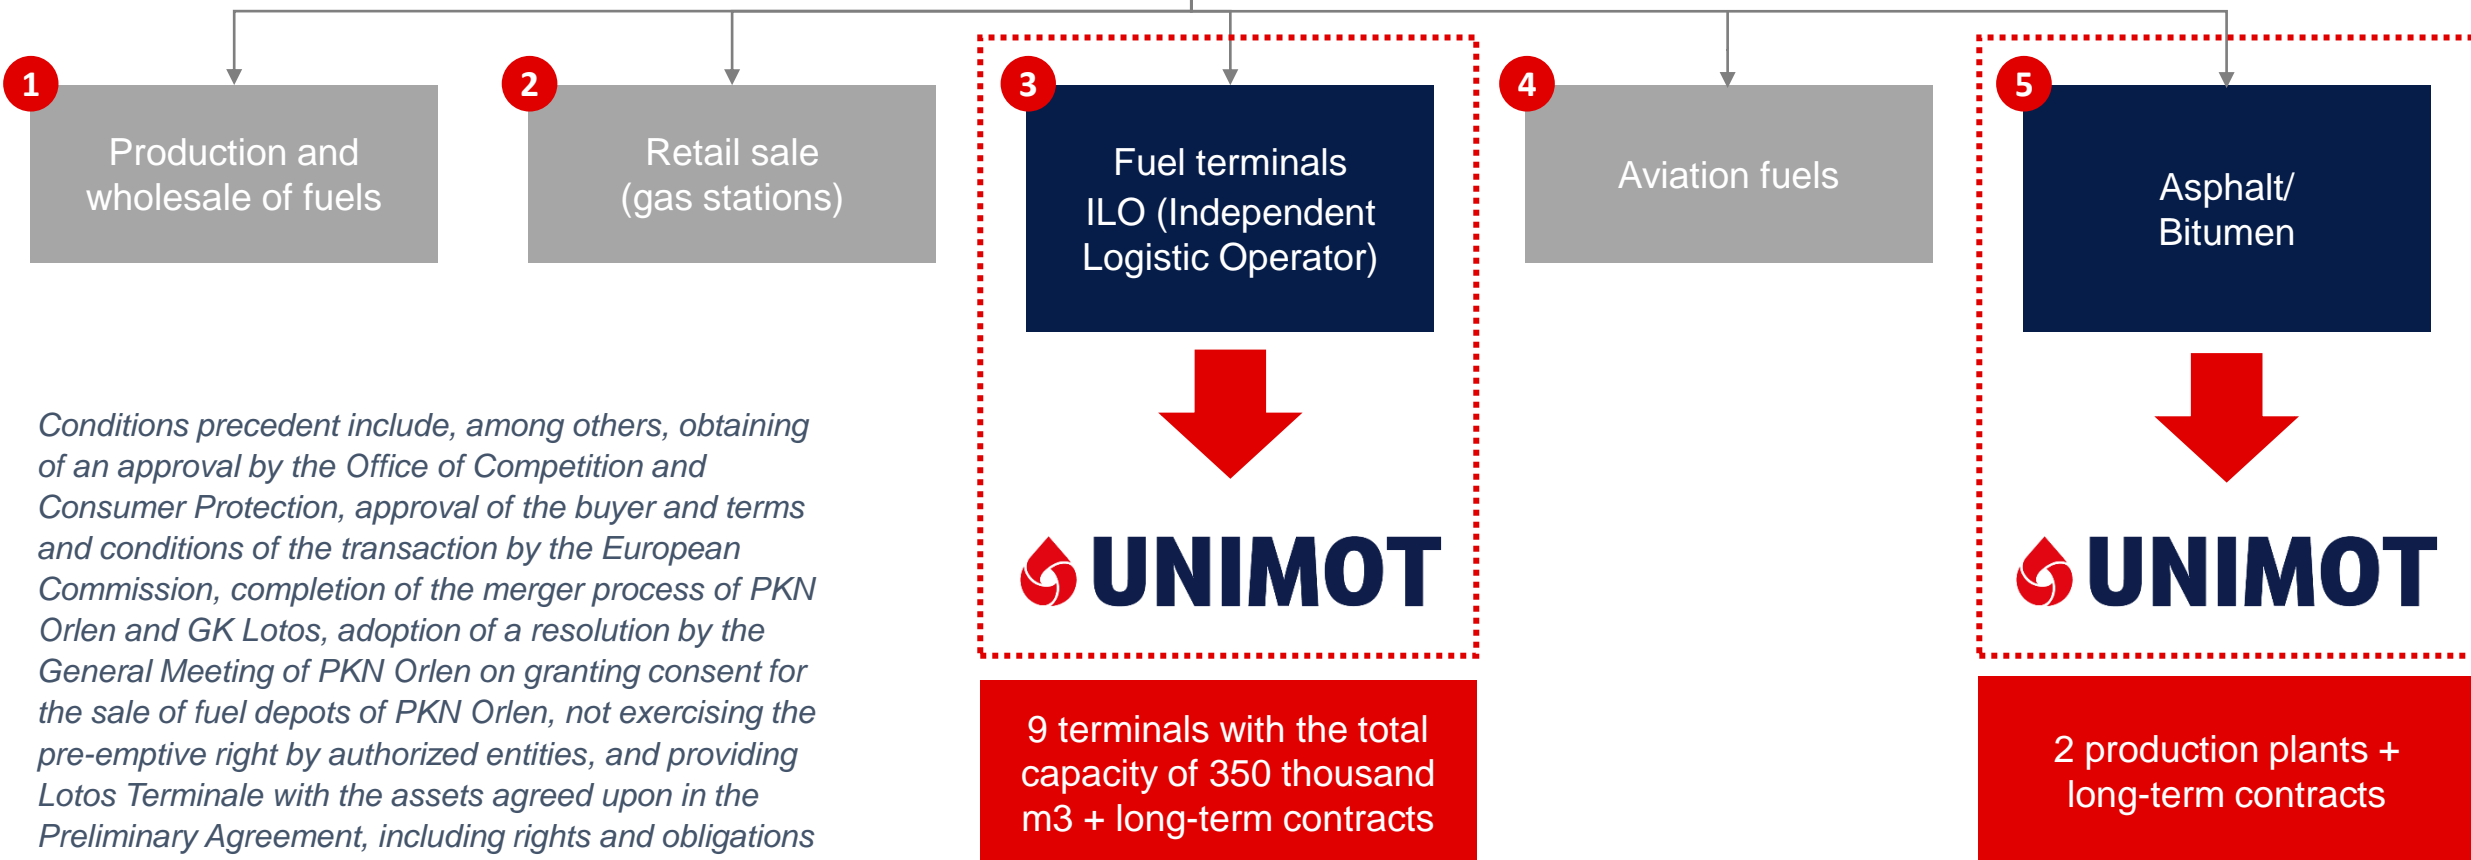 1
Production and
wholesale of fuels
2
Retail sale
(gas stations)
3
Fuel terminals
ILO (Independent
Logistic Operator)
4
Aviation fuels
5
Asphalt/
Bitumen
Conditions precedent include, among others, obtaining
of an approval by the Office of Competition and
Consumer Protection, approval of the buyer and terms
and conditions of the transaction by the European
Commission, completion of the merger process of PKN
Orlen and GK Lotos, adoption of a resolution by the
General Meeting of PKN Orlen on granting consent for
the sale of fuel depots of PKN Orlen, not exercising the
pre-emptive right by authorized entities, and providing
Lotos Terminale with the assets agreed upon in the
Preliminary Agreement, including rights and obligations
UNIMOT
9 terminals with the total
capacity of 350 thousand
m3 + long-term contracts
UNIMOT
2 production plants +
long-term contracts